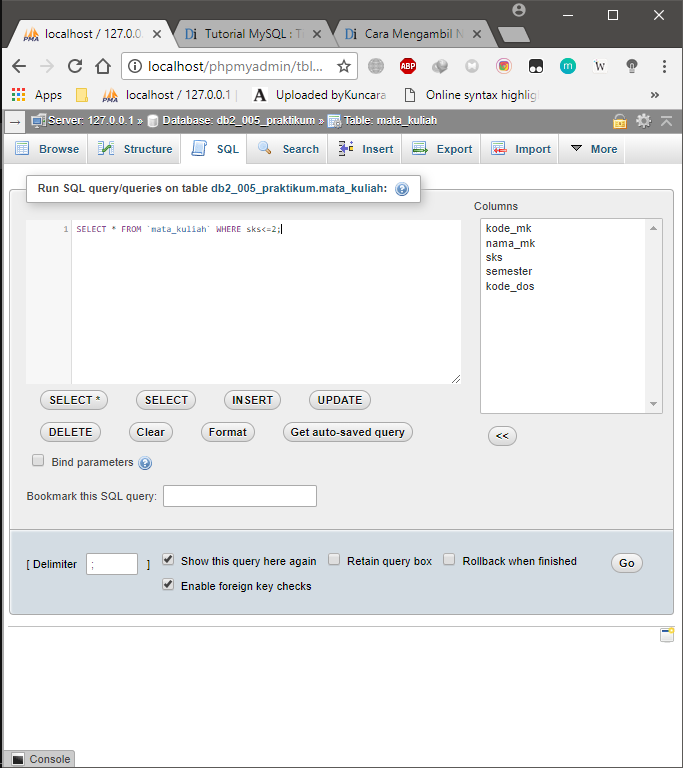 localhost / 127.0.0.
Tutorial MySQL : Ti
Cara Mengambil N
localhost/phpmyadmin/tbl...
Apps localhost / 127.0.0.1 | Uploaded byKuncara Online syntax highligh »
Server: 127.0.0.1 » Database: db2_005_praktikum » Table: mata_kuliah
Browse Structure SQL Search Insert Export Import More
Run SQL query/queries on table db2_005_praktikum.mata_kuliah:
Columns
1 SELECT * FROM `mata_kuliah` WHERE sks<=2;
kode_mk
nama_mk
sks
semester
kode_dos
SELECT * SELECT INSERT UPDATE
DELETE Clear Format Get auto-saved query <<
Bind parameters
Bookmark this SQL query:
[ Delimiter ; ] Show this query here again Retain query box Rollback when finished Go
Enable foreign key checks
Console